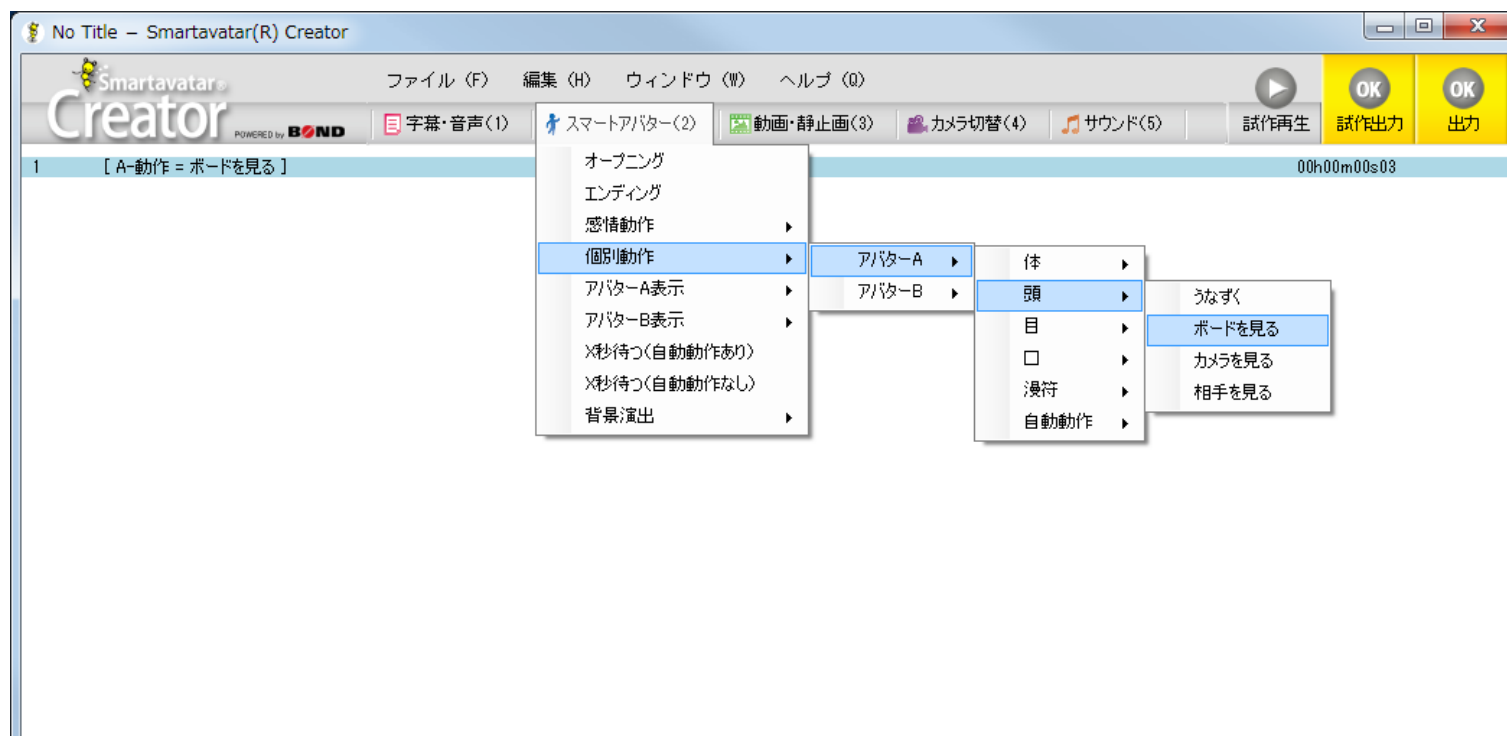 No Title – Smartavatar(R) Creator
Smartavatar®
Creator POWERED by BOND
ファイル (F) 編集 (H) ウィンドウ (W) ヘルプ (Q)
字幕・音声(1) スマートアバター(2) 動画・静止画(3) カメラ切替(4) サウンド(5)
OK OK
試作再生 試作出力 出力
1 [ A-動作 = ボードを見る ] 00h00m00s03
オープニング
エンディング
感情動作
個別動作
アバターA表示
アバターB表示
X秒待つ(自動動作あり)
X秒待つ(自動動作なし)
背景演出
アバターA
アバターB
体
頭
目
口
漫符
自動動作
うなずく
ボードを見る
カメラを見る
相手を見る